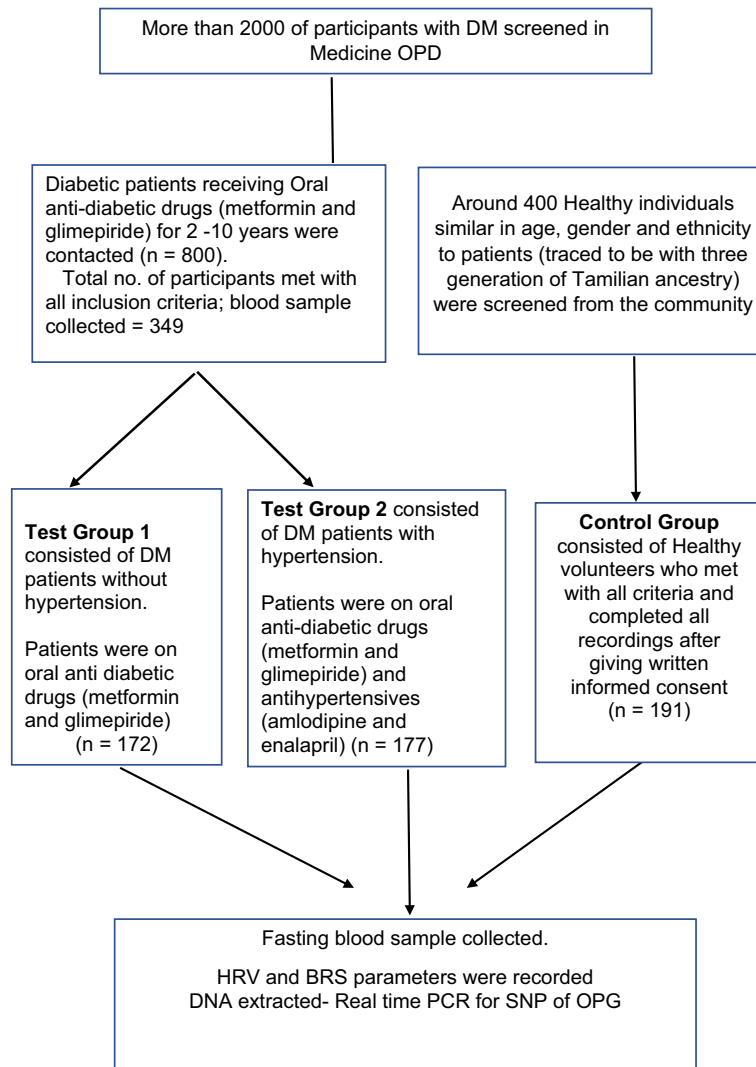 More than 2000 of participants with DM screened in
Medicine OPD
Diabetic patients receiving Oral
anti-diabetic drugs (metformin and
glimepiride) for 2 -10 years were
contacted (n = 800).
Total no. of participants met with
all inclusion criteria; blood sample
collected = 349
Around 400 Healthy individuals
similar in age, gender and ethnicity
to patients (traced to be with three
generation of Tamilian ancestry)
were screened from the community
Test Group 1
consisted of DM
patients without
hypertension.
Patients were on
oral anti diabetic
drugs (metformin
and glimepiride)
(n = 172)
Test Group 2 consisted
of DM patients with
hypertension.
Patients were on oral
anti-diabetic drugs
(metformin and
glimepiride) and
antihypertensives
(amlodipine and
enalapril) (n = 177)
Control Group
consisted of Healthy
volunteers who met
with all criteria and
completed all
recordings after
giving written
informed consent
(n = 191)
Fasting blood sample collected.
HRV and BRS parameters were recorded
DNA extracted- Real time PCR for SNP of OPG